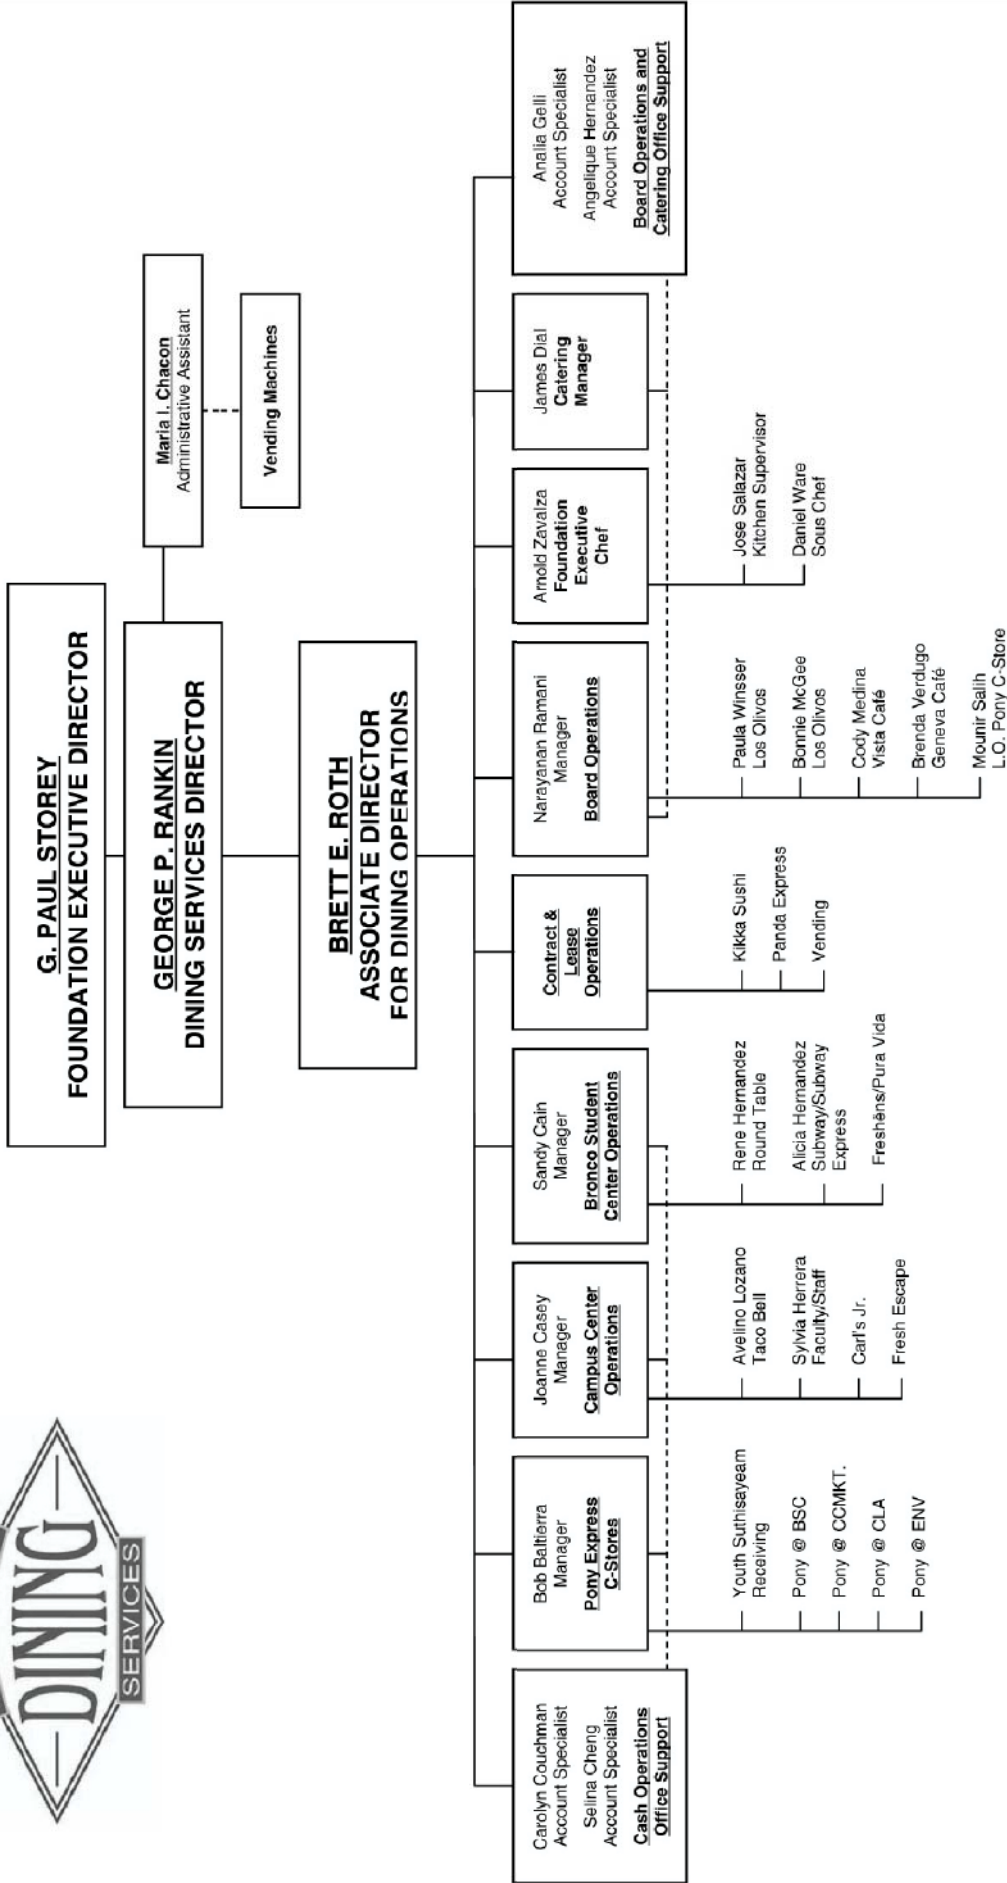 DINING
SERVICES
G. PAUL STOREY
FOUNDATION EXECUTIVE DIRECTOR
GEORGE P. RANKIN
DINING SERVICES DIRECTOR
Maria I. Chacon
Administrative Assistant
Vending Machines
BRETT E. ROTH
ASSOCIATE DIRECTOR
FOR DINING OPERATIONS
Carolyn Couchman
Account Specialist
Selina Cheng
Account Specialist
Cash Operations
Office Support
Bob Baltierra
Manager
Pony Express
C-Stores
Youth Suthisayeam
Receiving
Pony @ BSC
Pony @ CCMKT.
Pony @ CLA
Pony @ ENV
Joanne Casey
Manager
Campus Center
Operations
Avelino Lozano
Taco Bell
Sylvia Herrera
Faculty/Staff
Carl's Jr.
Fresh Escape
Sandy Cain
Manager
Bronco Student
Center Operations
Rene Hernandez
Round Table
Alicia Hernandez
Subway/Subway
Express
Freshëns/Pura Vida
Contract &
Lease
Operations
Kikka Sushi
Panda Express
Vending
Narayanan Ramani
Manager
Board Operations
Paula Winsser
Los Olivos
Bonnie McGee
Los Olivos
Cody Medina
Vista Café
Brenda Verdugo
Geneva Café
Mounir Salih
L.O. Pony C-Store
Arnold Zavalza
Foundation
Executive
Chef
Jose Salazar
Kitchen Supervisor
Daniel Ware
Sous Chef
James Dial
Catering
Manager
Analia Gelli
Account Specialist
Angelique Hernandez
Account Specialist
Board Operations and
Catering Office Support